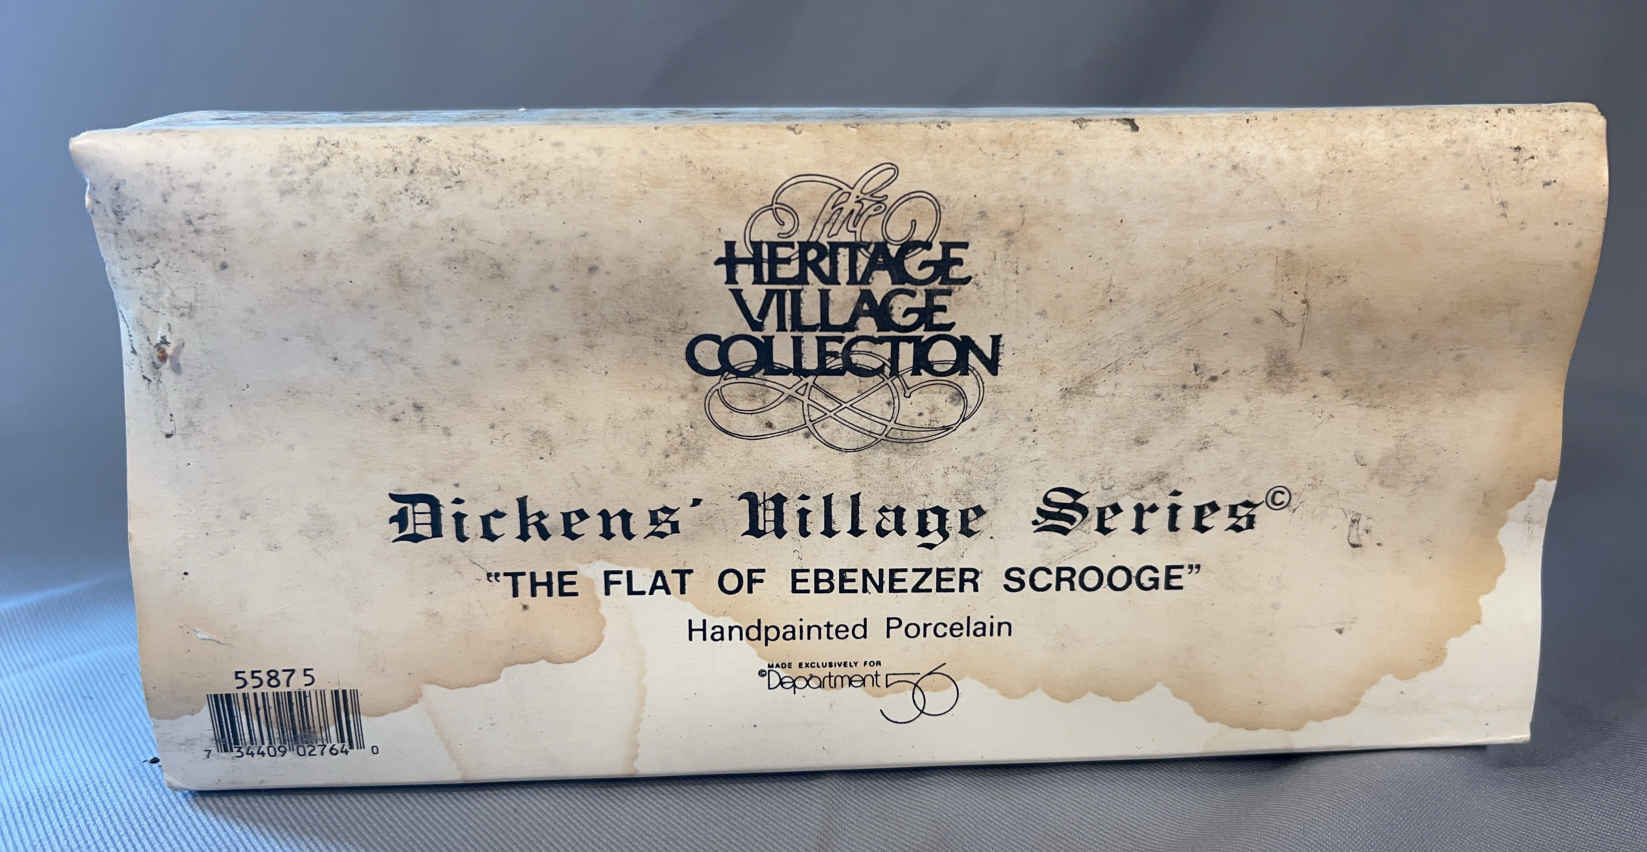 The
HERITAGE
VILLAGE
COLLECTION
Dickens' Village Series©
"THE FLAT OF EBENEZER SCROOGE"
Handpainted Porcelain
MADE EXCLUSIVELY FOR
©Department 56
55875
7 34409 02764 0